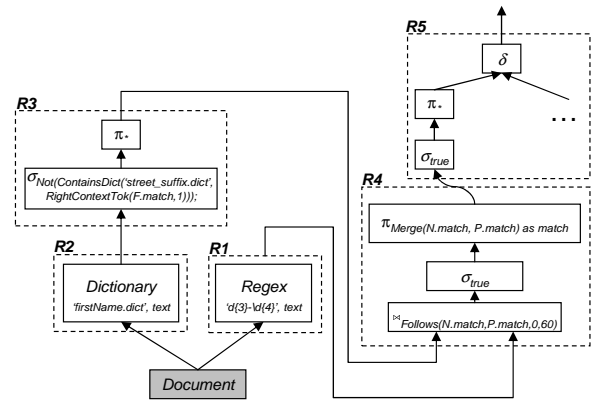 R5
δ
π*
. . .
σtrue
R3
π*
σNot(ContainsDict('street_suffix.dict',
RightContextTok(F.match,1)));
R4
πMerge(N.match, P.match) as match
σtrue
⋈Follows(N.match,P.match,0,60)
R2
Dictionary
'firstName.dict', text
R1
Regex
'd{3}-\d{4}', text
Document